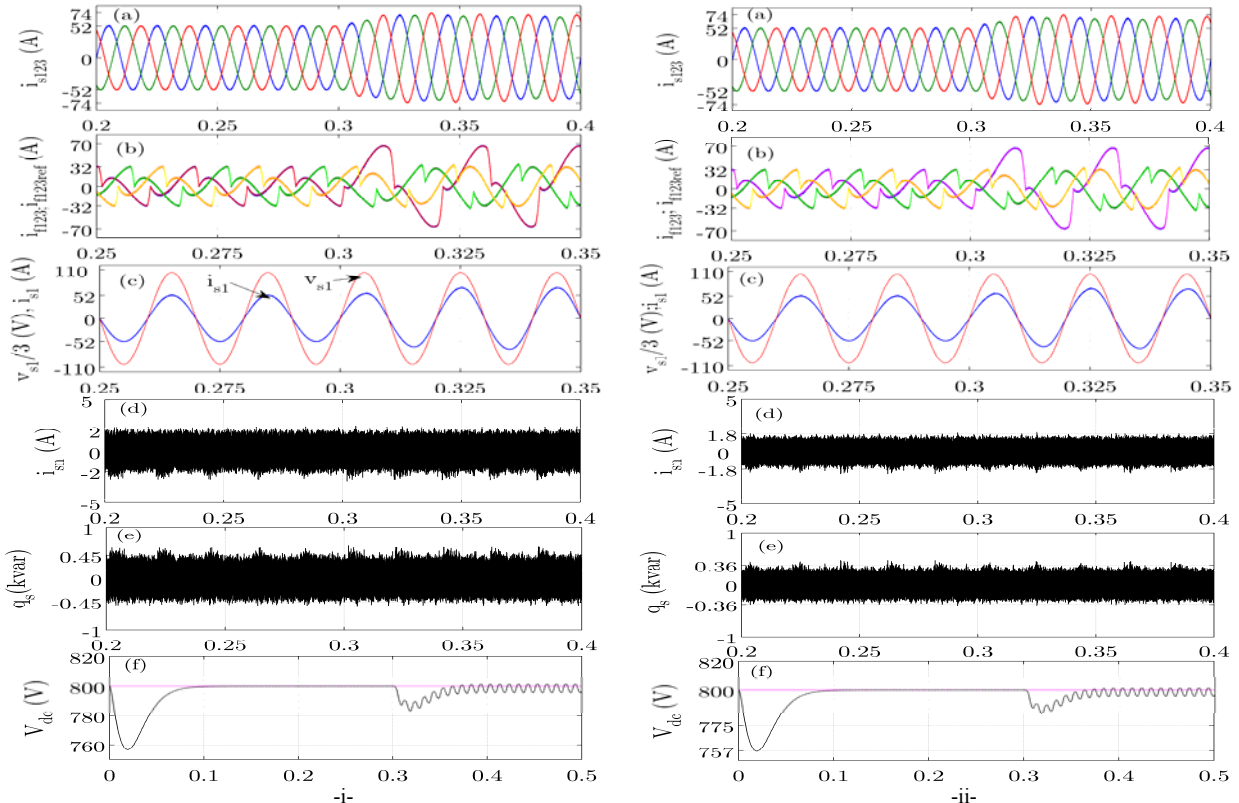 (a)
i_s123 (A)
74
52
0
-52
-74
0.2 0.25 0.3 0.35 0.4
(b)
i_f123; i_f123ref (A)
70
32
0
-32
-70
0.25 0.275 0.3 0.325 0.35
(c)
i_s1
v_s1
v_s1/3 (V), i_s1 (A)
110
52
0
-52
-110
0.25 0.275 0.3 0.325 0.35
(d)
i_sn (A)
5
2
0
-2
-5
0.2 0.25 0.3 0.35 0.4
(e)
q_s(kvar)
1
0.45
0
-0.45
-1
0.2 0.25 0.3 0.35 0.4
(f)
V_dc (V)
820
800
780
760
0 0.1 0.2 0.3 0.4 0.5
-i-
(a)
i_s123 (A)
74
52
0
-52
-74
0.2 0.25 0.3 0.35 0.4
(b)
i_f123; i_f123ref (A)
70
32
0
-32
-70
0.25 0.275 0.3 0.325 0.35
(c)
v_s1/3 (V);i_s1 (A)
110
52
0
-52
-110
0.25 0.275 0.3 0.325 0.35
(d)
i_sn (A)
5
1.8
0
-1.8
-5
0.2 0.25 0.3 0.35 0.4
(e)
q_s (kvar)
1
0.36
0
-0.36
-1
0.2 0.25 0.3 0.35 0.4
(f)
V_dc (V)
820
800
775
757
0 0.1 0.2 0.3 0.4 0.5
-ii-